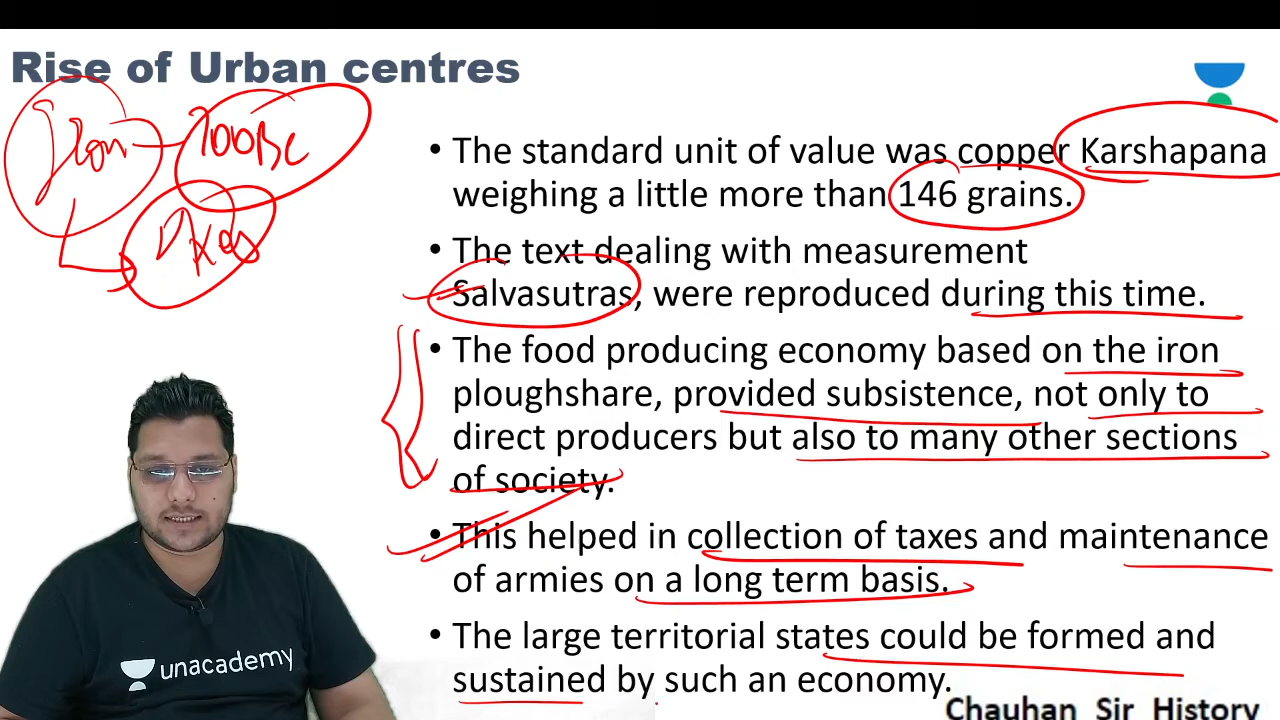 Rise of Urban centres
Iron
700BC
• The standard unit of value was copper Karshapana
weighing a little more than 146 grains.
• The text dealing with measurement
Salvasutras, were reproduced during this time.
• The food producing economy based on the iron
ploughshare, provided subsistence, not only to
direct producers but also to many other sections
of society.
• This helped in collection of taxes and maintenance
of armies on a long term basis.
• The large territorial states could be formed and
sustained by such an economy.
unacademy
Chauhan Sir History